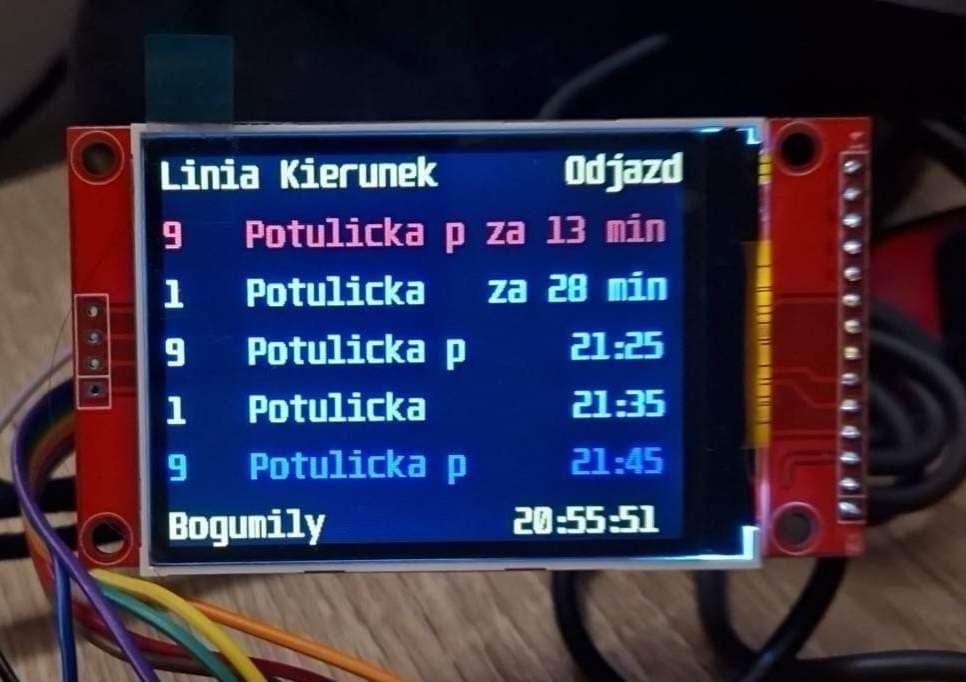 Linia Kierunek Odjazd
9 Potulicka p za 13 min
1 Potulicka za 28 min
9 Potulicka p 21:25
1 Potulicka 21:35
9 Potulicka p 21:45
Bogumily 20:55:51